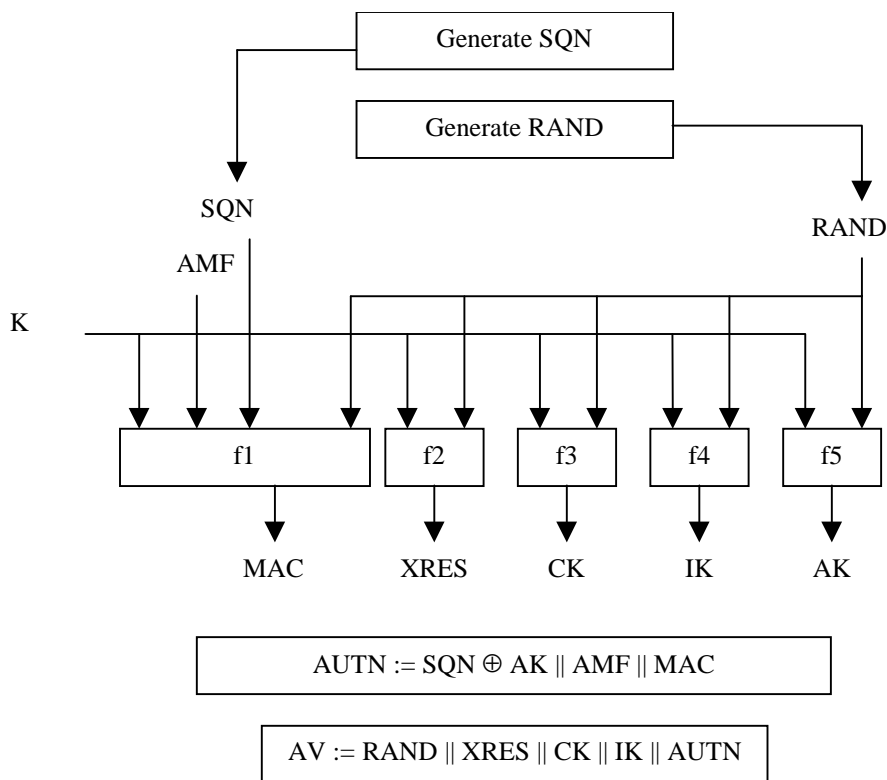 Generate SQN
Generate RAND
SQN
RAND
AMF
K
f1
f2
f3
f4
f5
MAC
XRES
CK
IK
AK
AUTN := SQN ⊕ AK || AMF || MAC
AV := RAND || XRES || CK || IK || AUTN